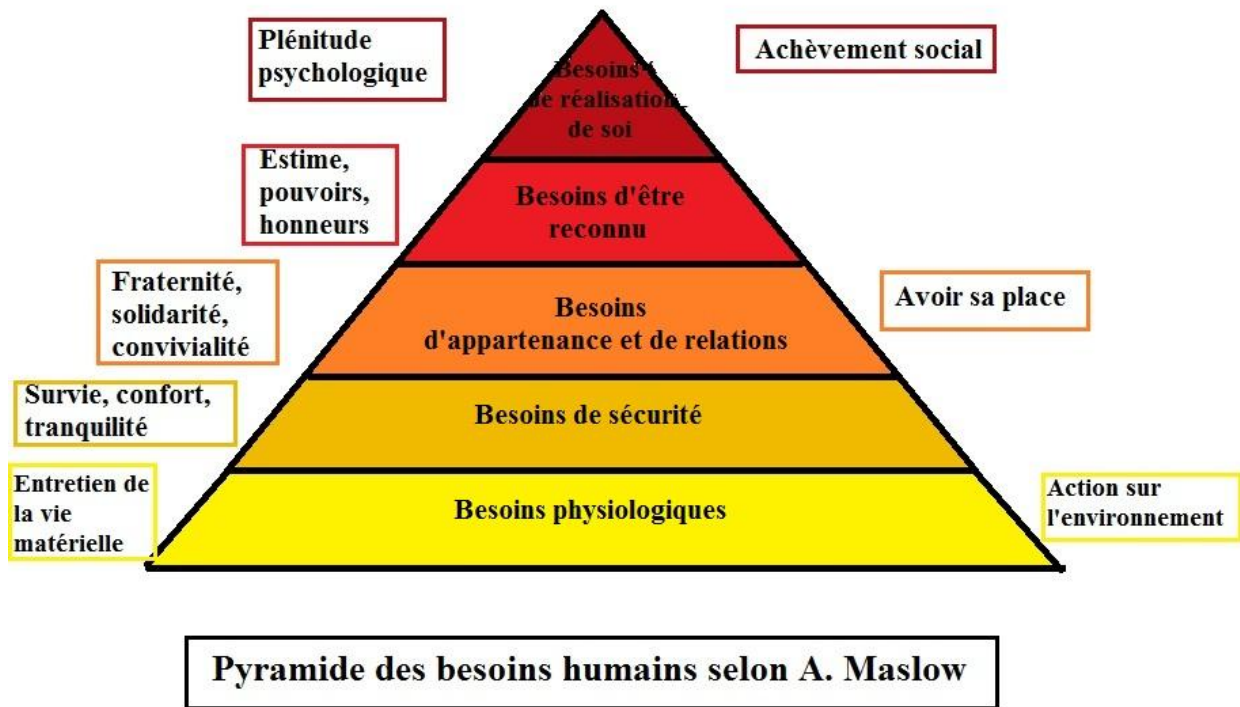 Plénitude
psychologique
Achèvement social
Besoins
de réalisation
de soi
Estime,
pouvoirs,
honneurs
Besoins d'être
reconnu
Fraternité,
solidarité,
convivialité
Besoins
d'appartenance et de relations
Avoir sa place
Survie, confort,
tranquilité
Besoins de sécurité
Entretien de
la vie
matérielle
Besoins physiologiques
Action sur
l'environnement
Pyramide des besoins humains selon A. Maslow